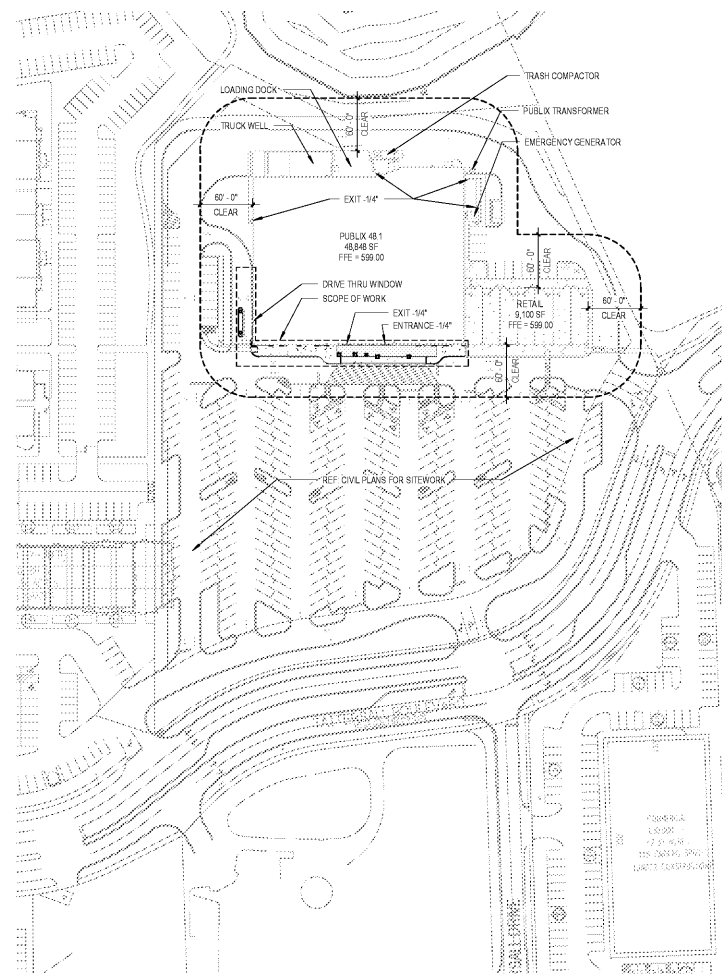 TRASH COMPACTOR
LOADING DOCK
PUBLIX TRANSFORMER
60' - 0"
CLEAR
TRUCK WELL
EMERGENCY GENERATOR
60' - 0"
CLEAR
EXIT -1/4"
PUBLIX 48.1
48,848 SF
FFE = 599.00
60' - 0"
CLEAR
DRIVE THRU WINDOW
SCOPE OF WORK
RETAIL
9,100 SF
FFE = 599.00
60' - 0"
CLEAR
EXIT -1/4"
ENTRANCE -1/4"
60' - 0"
CLEAR
REF. CIVIL PLANS FOR SITEWORK